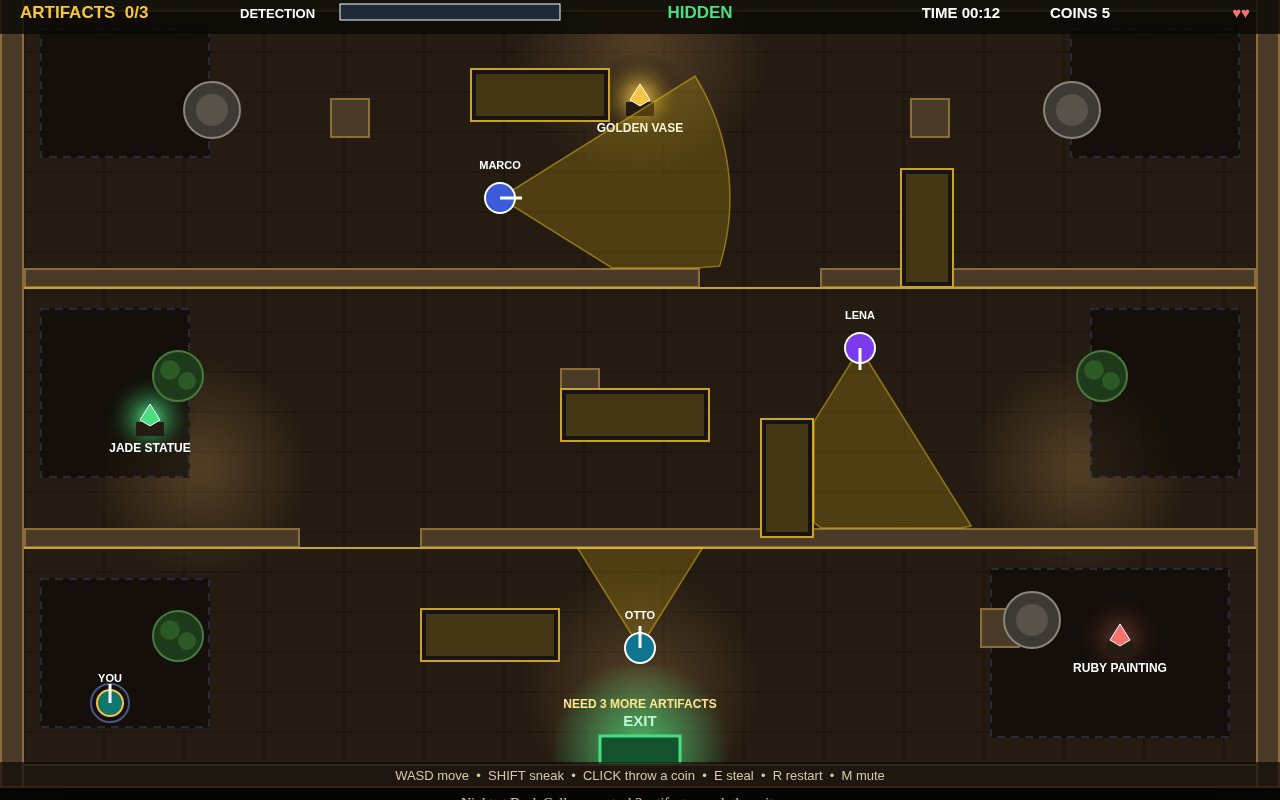 ARTIFACTS 0/3
DETECTION
HIDDEN
TIME 00:12
COINS 5
GOLDEN VASE
MARCO
LENA
JADE STATUE
OTTO
RUBY PAINTING
YOU
NEED 3 MORE ARTIFACTS
EXIT
WASD move • SHIFT sneak • CLICK throw a coin • E steal • R restart • M mute